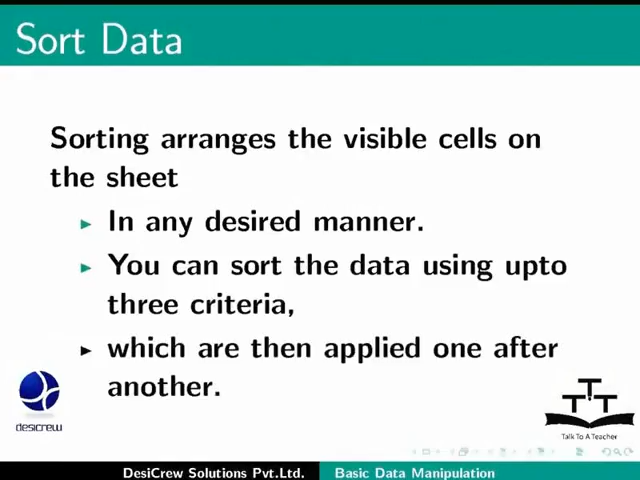 Sort Data
Sorting arranges the visible cells on
the sheet
In any desired manner.
You can sort the data using upto
three criteria,
which are then applied one after
another.
desicrew
TTT
Talk To A Teacher
DesiCrew Solutions Pvt.Ltd. Basic Data Manipulation